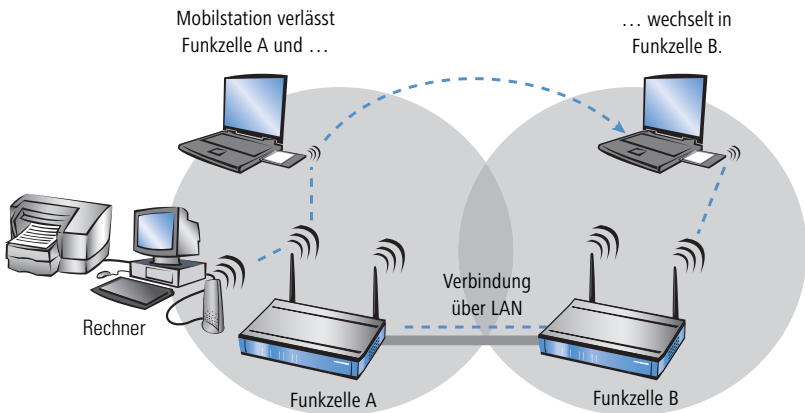 Mobilstation verlässt
Funkzelle A und …
… wechselt in
Funkzelle B.
Rechner
Verbindung
über LAN
Funkzelle A
Funkzelle B